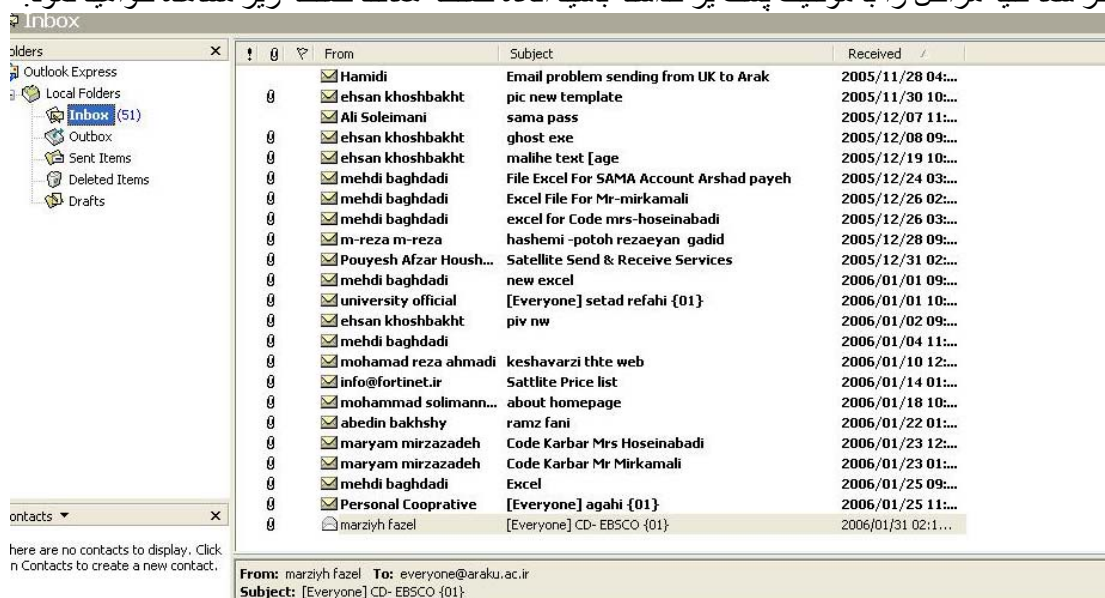 مراحل را با موفقیت پشت سر باشید زیر مشاهده خواهید نمود.
Inbox
olders x ! From Subject Received
Outlook Express
Local Folders
Inbox (51)
Outbox
Sent Items
Deleted Items
Drafts
Hamidi Email problem sending from UK to Arak 2005/11/28 04:...
ehsan khoshbakht pic new template 2005/11/30 10:...
Ali Soleimani sama pass 2005/12/07 11:...
ehsan khoshbakht ghost exe 2005/12/08 09:...
ehsan khoshbakht malihe text [age 2005/12/19 10:...
mehdi baghdadi File Excel For SAMA Account Arshad payeh 2005/12/24 03:...
mehdi baghdadi Excel File For Mr-mirkamali 2005/12/26 02:...
mehdi baghdadi excel for Code mrs-hoseinabadi 2005/12/26 03:...
m-reza m-reza hashemi -potoh rezaeyan gadid 2005/12/28 09:...
Pouyesh Afzar Housh... Satellite Send & Receive Services 2005/12/31 02:...
mehdi baghdadi new excel 2006/01/01 09:...
university official [Everyone] setad refahi {01} 2006/01/01 10:...
ehsan khoshbakht piv nw 2006/01/02 09:...
mehdi baghdadi 2006/01/04 11:...
mohamad reza ahmadi keshavarzi thte web 2006/01/10 12:...
info@fortinet.ir Sattlite Price list 2006/01/14 01:...
mohammad solimann... about homepage 2006/01/18 10:...
abedin bakhshy ramz fani 2006/01/22 01:...
maryam mirzazadeh Code Karbar Mrs Hoseinabadi 2006/01/23 12:...
maryam mirzazadeh Code Karbar Mr Mirkamali 2006/01/23 01:...
mehdi baghdadi Excel 2006/01/25 09:...
Personal Cooprative [Everyone] agahi {01} 2006/01/25 11:...
marziyh fazel [Everyone] CD- EBSCO {01} 2006/01/31 02:1...
ontacts x
here are no contacts to display. Click
n Contacts to create a new contact.
From: marziyh fazel To: everyone@araku.ac.ir
Subject: [Everyone] CD- EBSCO {01}